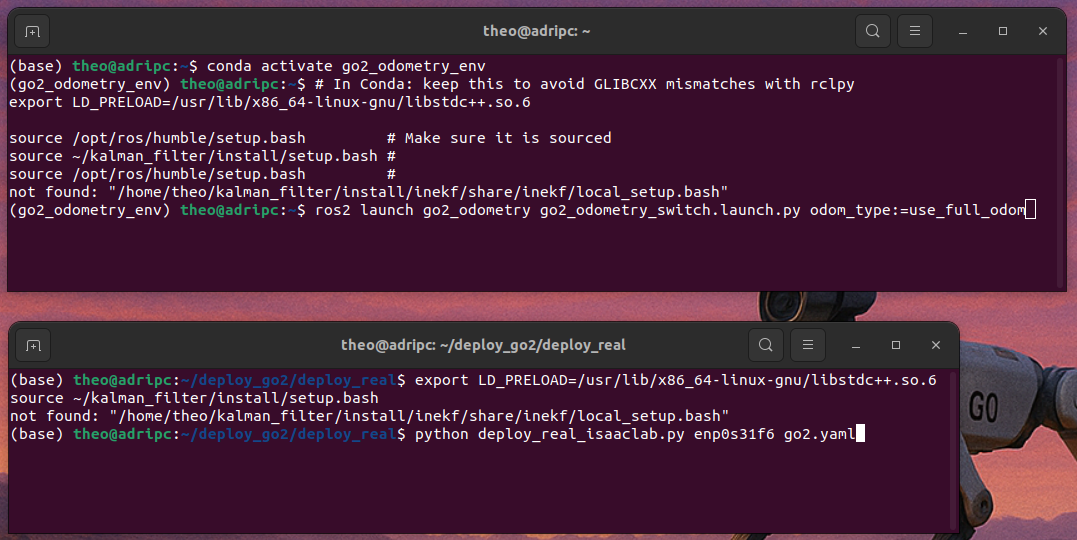 theo@adripc: ~
(base) theo@adripc:~$ conda activate go2_odometry_env
(go2_odometry_env) theo@adripc:~$ # In Conda: keep this to avoid GLIBCXX mismatches with rclpy
export LD_PRELOAD=/usr/lib/x86_64-linux-gnu/libstdc++.so.6
source /opt/ros/humble/setup.bash # Make sure it is sourced
source ~/kalman_filter/install/setup.bash #
source /opt/ros/humble/setup.bash #
not found: "/home/theo/kalman_filter/install/inekf/share/inekf/local_setup.bash"
(go2_odometry_env) theo@adripc:~$ ros2 launch go2_odometry go2_odometry_switch.launch.py odom_type:=use_full_odom
theo@adripc: ~/deploy_go2/deploy_real
(base) theo@adripc:~/deploy_go2/deploy_real$ export LD_PRELOAD=/usr/lib/x86_64-linux-gnu/libstdc++.so.6
source ~/kalman_filter/install/setup.bash
not found: "/home/theo/kalman_filter/install/inekf/share/inekf/local_setup.bash"
(base) theo@adripc:~/deploy_go2/deploy_real$ python deploy_real_isaaclab.py enp0s31f6 go2.yaml
GO